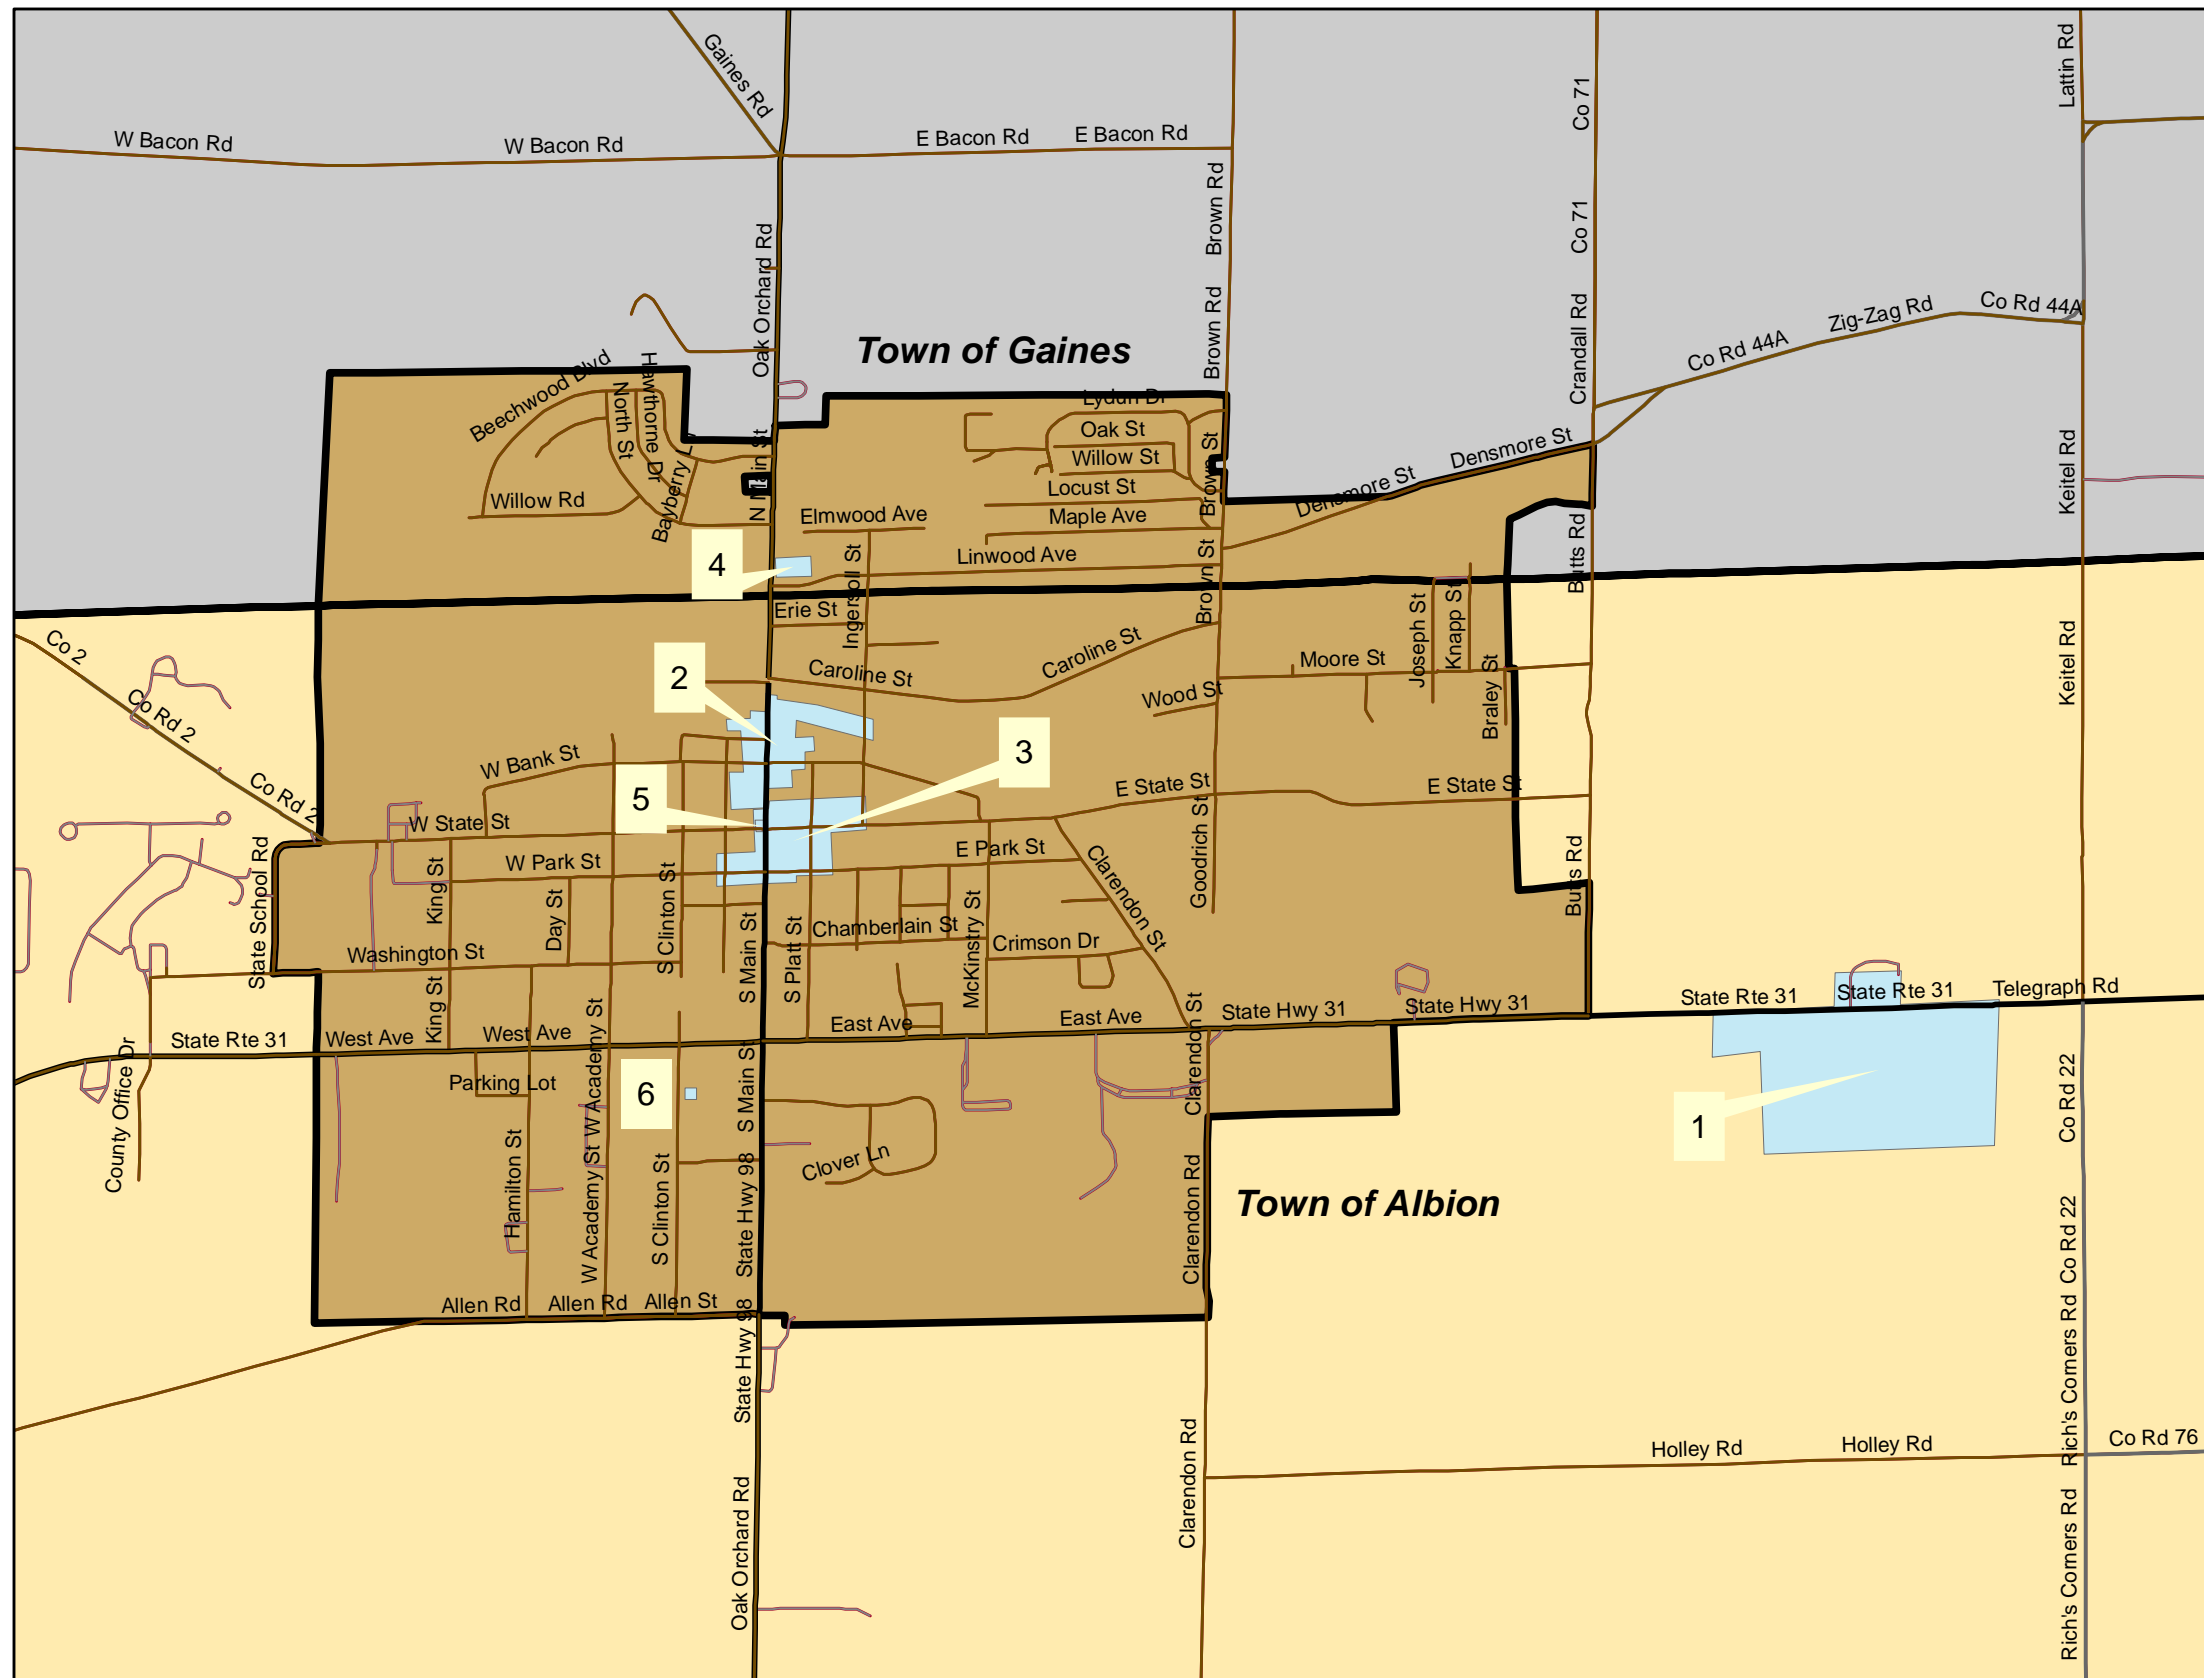 Gaines Rd
Lattin Rd
Co 71
W Bacon Rd
W Bacon Rd
E Bacon Rd
E Bacon Rd
Brown Rd
Co 71
Oak Orchard Rd
Brown Rd
Crandall Rd
Zig-Zag Rd
Co Rd 44A
Co Rd 44A
Town of Gaines
Beechwood Blvd
Hawthorne Dr
North St
Lydun Dr
Oak St
Willow St
Brown St
Densmore St
Densmore St
Keitel Rd
Willow Rd
Bayberry Ln
N Main St
Locust St
Elmwood Ave
Maple Ave
Linwood Ave
4
Ingersoll St
Brown St
Butts Rd
Erie St
Joseph St
Knapp St
Co 2
2
Caroline St
Caroline St
Moore St
Keitel Rd
Wood St
Braley St
Co Rd 2
3
W Bank St
5
E State St
E State St
Co Rd 2
W State St
Goodrich St
W Park St
E Park St
State School Rd
King St
S Clinton St
Clarendon St
Butts Rd
Day St
S Main St
S Platt St
Chamberlain St
McKinstry St
Crimson Dr
Washington St
King St
State Rte 31
State Rte 31
Telegraph Rd
State Rte 31
West Ave
West Ave
W Academy St
East Ave
East Ave
Clarendon St
State Hwy 31
State Hwy 31
County Office Dr
Parking Lot
6
S Main St
1
Co Rd 22
Hamilton St
W Academy St
S Clinton St
State Hwy 98
Clover Ln
Clarendon Rd
Town of Albion
Co Rd 22
Allen Rd
Allen Rd
Allen St
State Hwy 98
Rich's Corners Rd
Clarendon Rd
Holley Rd
Holley Rd
Co Rd 76
Oak Orchard Rd
Rich's Corners Rd